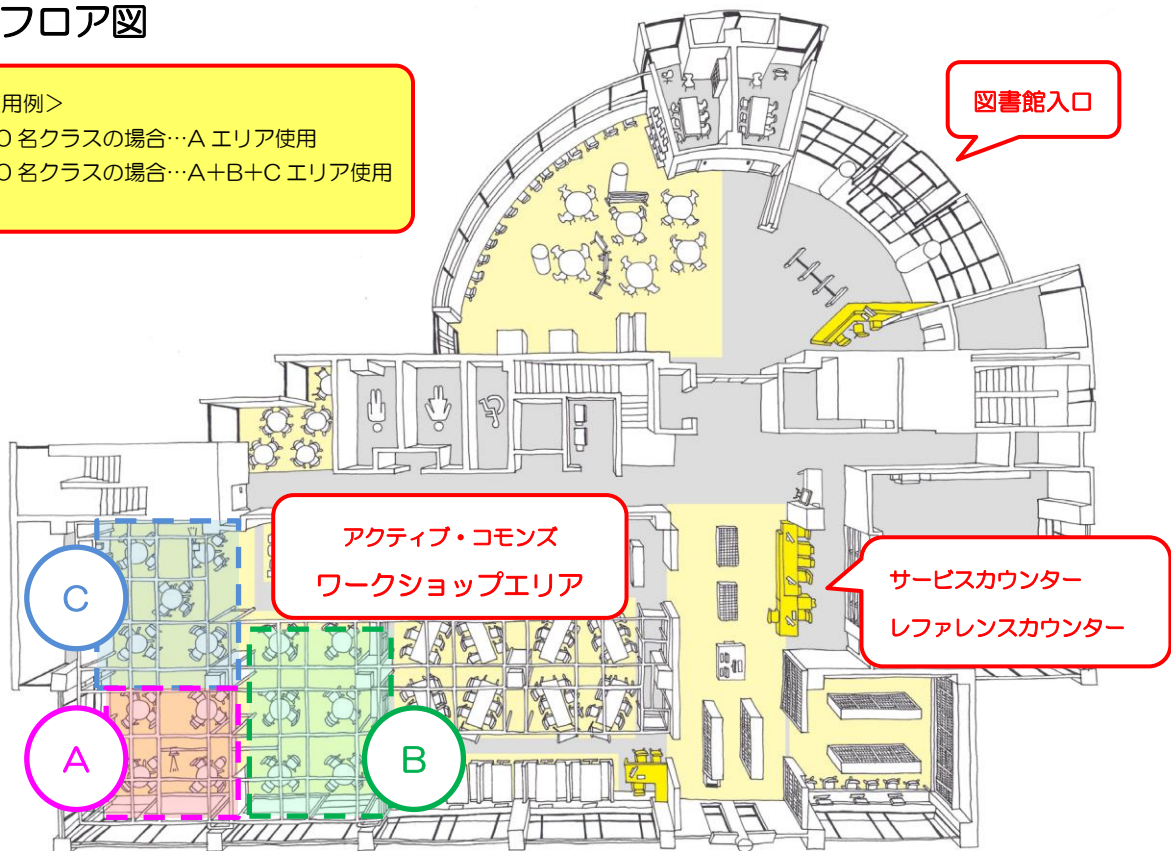 フロア図
用例>
0 名クラスの場合…A エリア使用
0 名クラスの場合…A+B+C エリア使用
図書館入口
アクティブ・コモンズ
ワークショップエリア
サービスカウンター
レファレンスカウンター
C
A
B